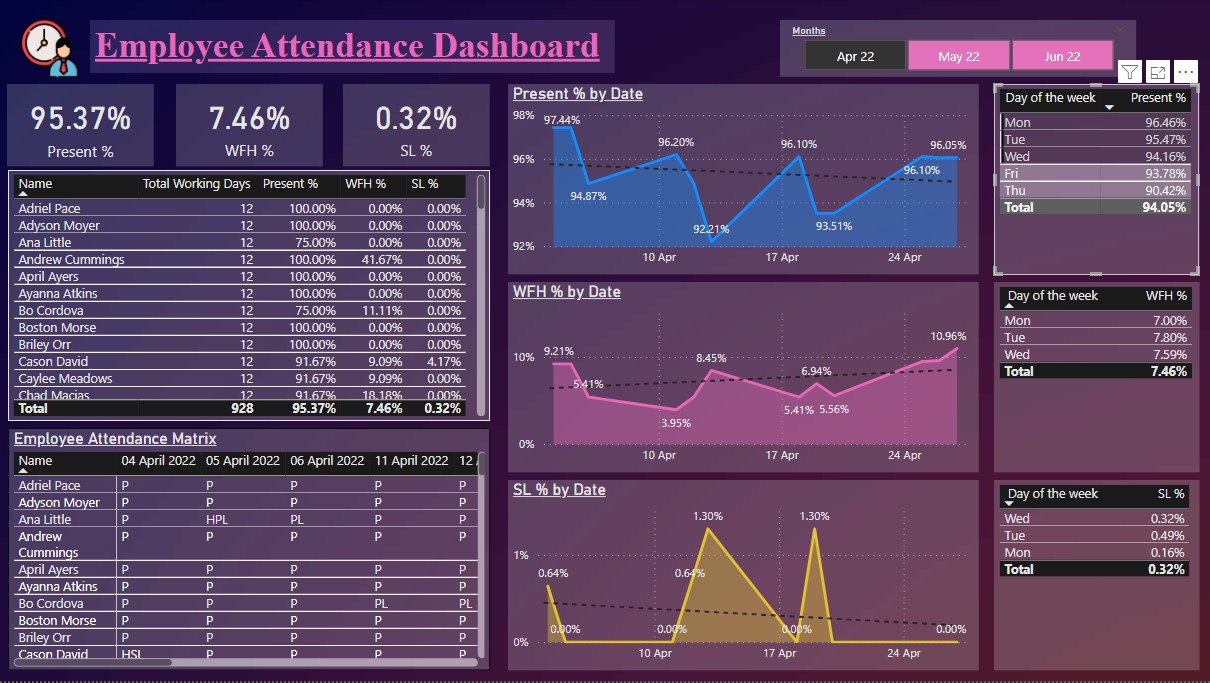 Employee Attendance Dashboard
Months
Apr 22 May 22 Jun 22
95.37%
Present %
7.46%
WFH %
0.32%
SL %
Name Total Working Days Present % WFH % SL %
Adriel Pace 12 100.00% 0.00% 0.00%
Adyson Moyer 12 100.00% 0.00% 0.00%
Ana Little 12 75.00% 0.00% 0.00%
Andrew Cummings 12 100.00% 41.67% 0.00%
April Ayers 12 100.00% 0.00% 0.00%
Ayanna Atkins 12 100.00% 0.00% 0.00%
Bo Cordova 12 75.00% 11.11% 0.00%
Boston Morse 12 100.00% 0.00% 0.00%
Briley Orr 12 100.00% 0.00% 0.00%
Cason David 12 91.67% 9.09% 4.17%
Caylee Meadows 12 91.67% 9.09% 0.00%
Chad Macias 12 91.67% 18.18% 0.00%
Total 928 95.37% 7.46% 0.32%
Employee Attendance Matrix
Name 04 April 2022 05 April 2022 06 April 2022 11 April 2022 12
Adriel Pace P P P P P
Adyson Moyer P P P P P
Ana Little P HPL PL P P
Andrew P P P P P
Cummings
April Ayers P P P P P
Ayanna Atkins P P P P P
Bo Cordova P P P PL PL
Boston Morse P P P P P
Briley Orr P P P P P
Cason David HSL P P P P
Present % by Date
98%
96%
94%
92%
97.44%
94.87%
96.20%
92.21%
96.10%
93.51%
96.10%
96.05%
10 Apr 17 Apr 24 Apr
WFH % by Date
10%
0%
9.21%
5.41%
3.95%
8.45%
5.41%
6.94%
5.56%
10.96%
10 Apr 17 Apr 24 Apr
SL % by Date
1%
0%
0.64%
0.00%
0.00%
0.64%
1.30%
0.00%
1.30%
0.00%
10 Apr 17 Apr 24 Apr
Day of the week Present %
Mon 96.46%
Tue 95.47%
Wed 94.16%
Fri 93.78%
Thu 90.42%
Total 94.05%
Day of the week WFH %
Mon 7.00%
Tue 7.80%
Wed 7.59%
Total 7.46%
Day of the week SL %
Wed 0.32%
Tue 0.49%
Mon 0.16%
Total 0.32%